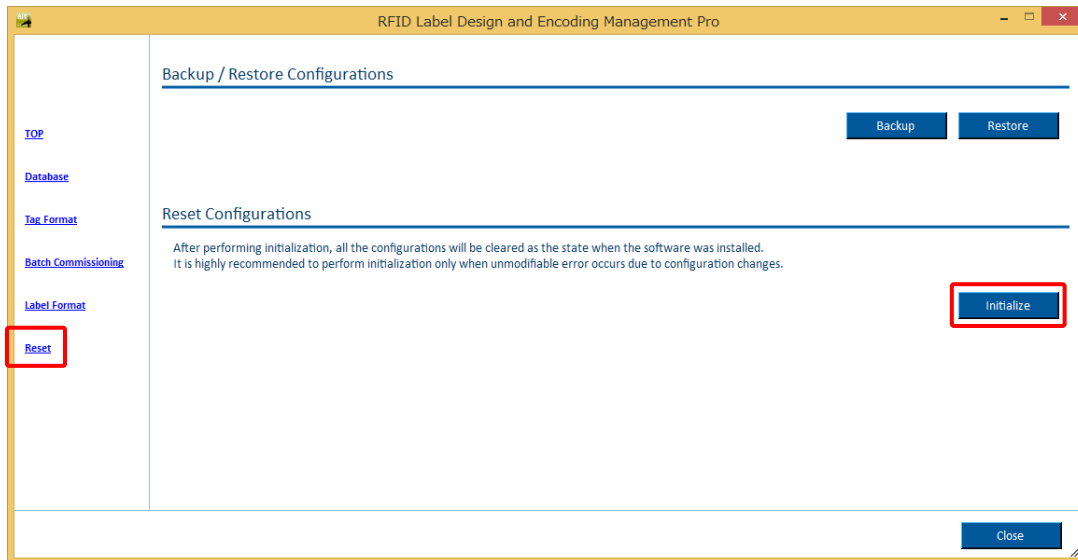 RFID Label Design and Encoding Management Pro
TOP
Database
Tag Format
Batch Commissioning
Label Format
Reset
Backup / Restore Configurations
Backup
Restore
Reset Configurations
After performing initialization, all the configurations will be cleared as the state when the software was installed.
It is highly recommended to perform initialization only when unmodifiable error occurs due to configuration changes.
Initialize
Close